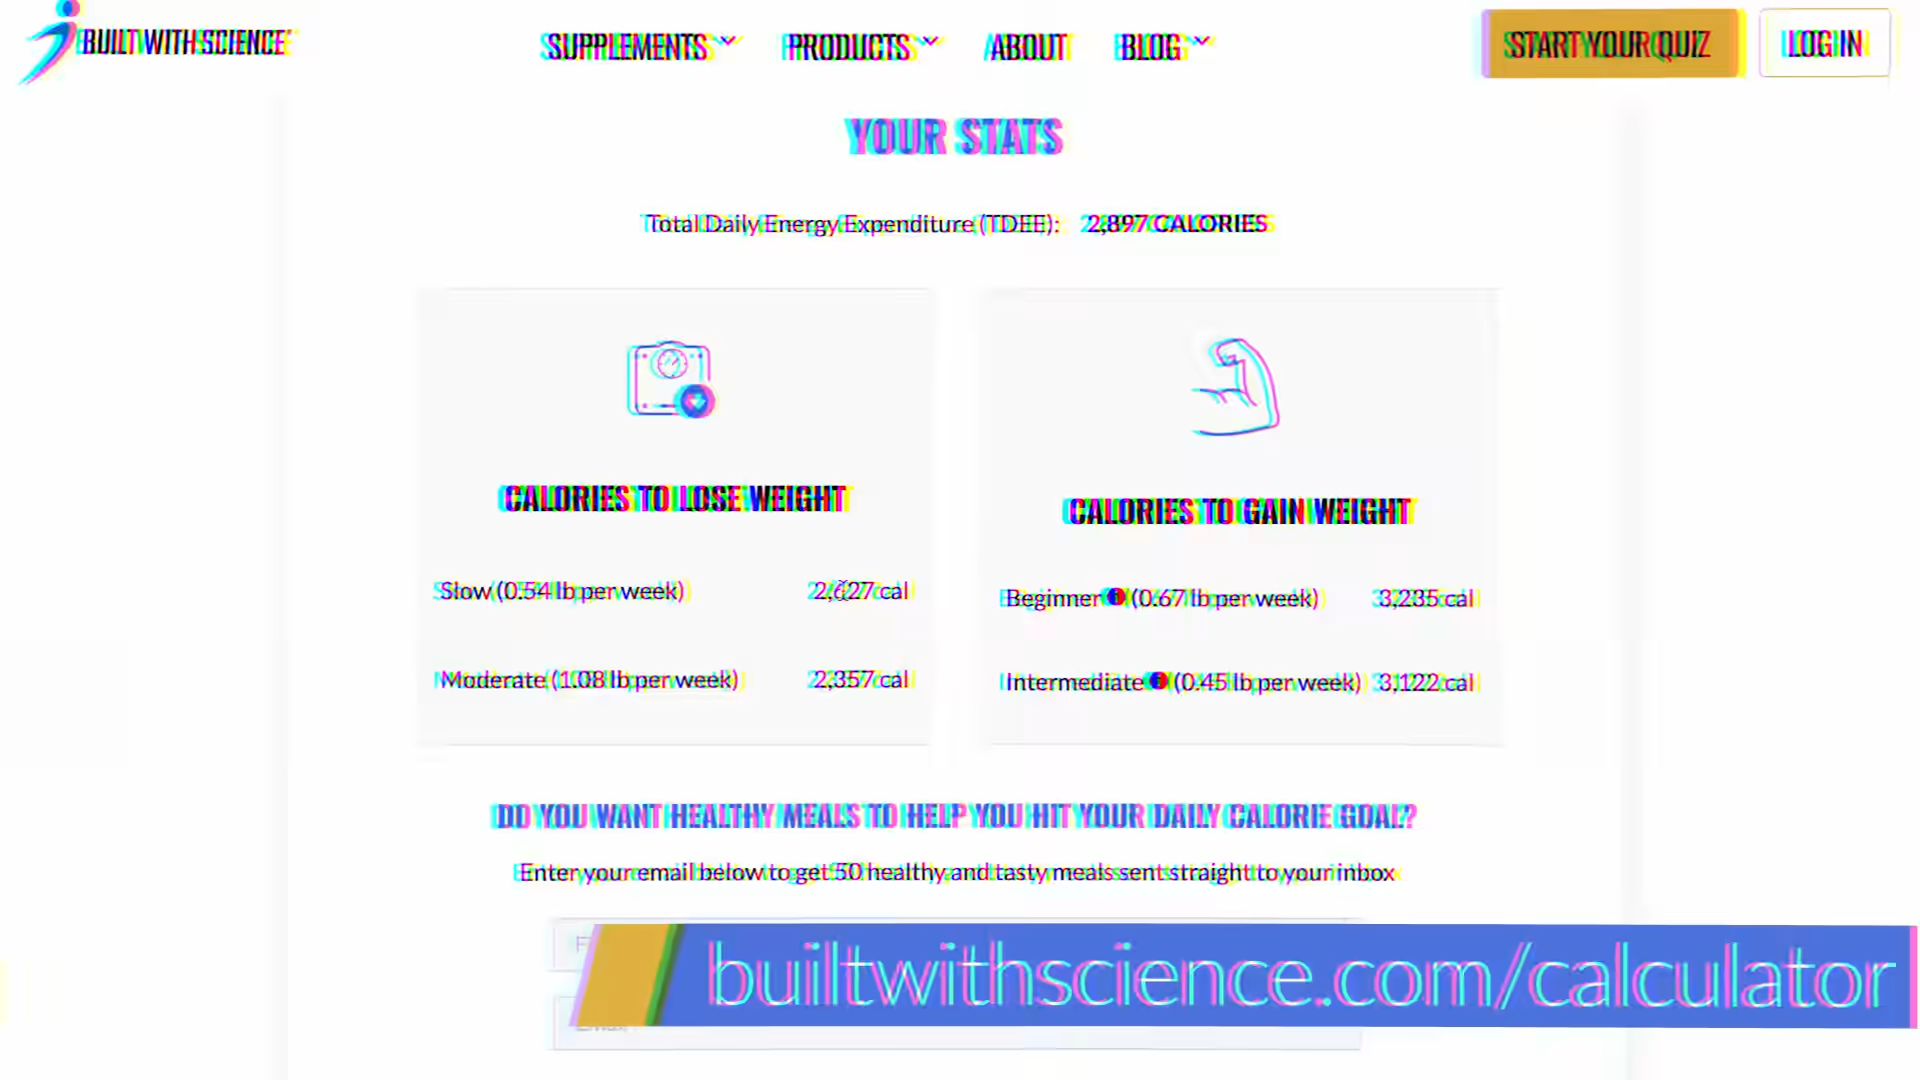 BUILT WITH SCIENCE
SUPPLEMENTS PRODUCTS ABOUT BLOG START YOUR QUIZ LOG IN
YOUR STATS
Total Daily Energy Expenditure (TDEE): 2,897 CALORIES
CALORIES TO LOSE WEIGHT
Slow (0.54 lb per week) 2,627 cal
Moderate (1.08 lb per week) 2,357 cal
CALORIES TO GAIN WEIGHT
Beginner (0.67 lb per week) 3,235 cal
Intermediate (0.45 lb per week) 3,122 cal
DO YOU WANT HEALTHY MEALS TO HELP YOU HIT YOUR DAILY CALORIE GOAL?
Enter your email below to get 50 healthy and tasty meals sent straight to your inbox
builtwithscience.com/calculator